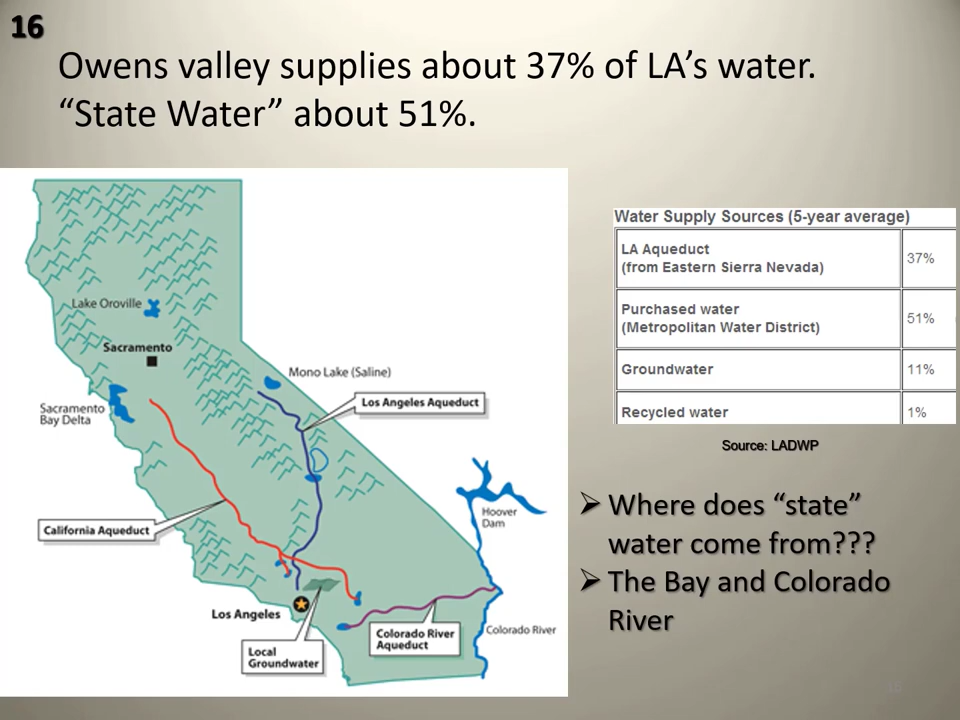 16
Owens valley supplies about 37% of LA’s water.
“State Water” about 51%.
Lake Oroville
Sacramento
Mono Lake (Saline)
Los Angeles Aqueduct
Sacramento
Bay Delta
California Aqueduct
Hoover
Dam
Los Angeles
Colorado River
Aqueduct
Colorado River
Local
Groundwater
Water Supply Sources (5-year average)
LA Aqueduct
(from Eastern Sierra Nevada)
37%
Purchased water
(Metropolitan Water District)
51%
Groundwater
11%
Recycled water
1%
Source: LADWP
Where does “state”
water come from???
The Bay and Colorado
River